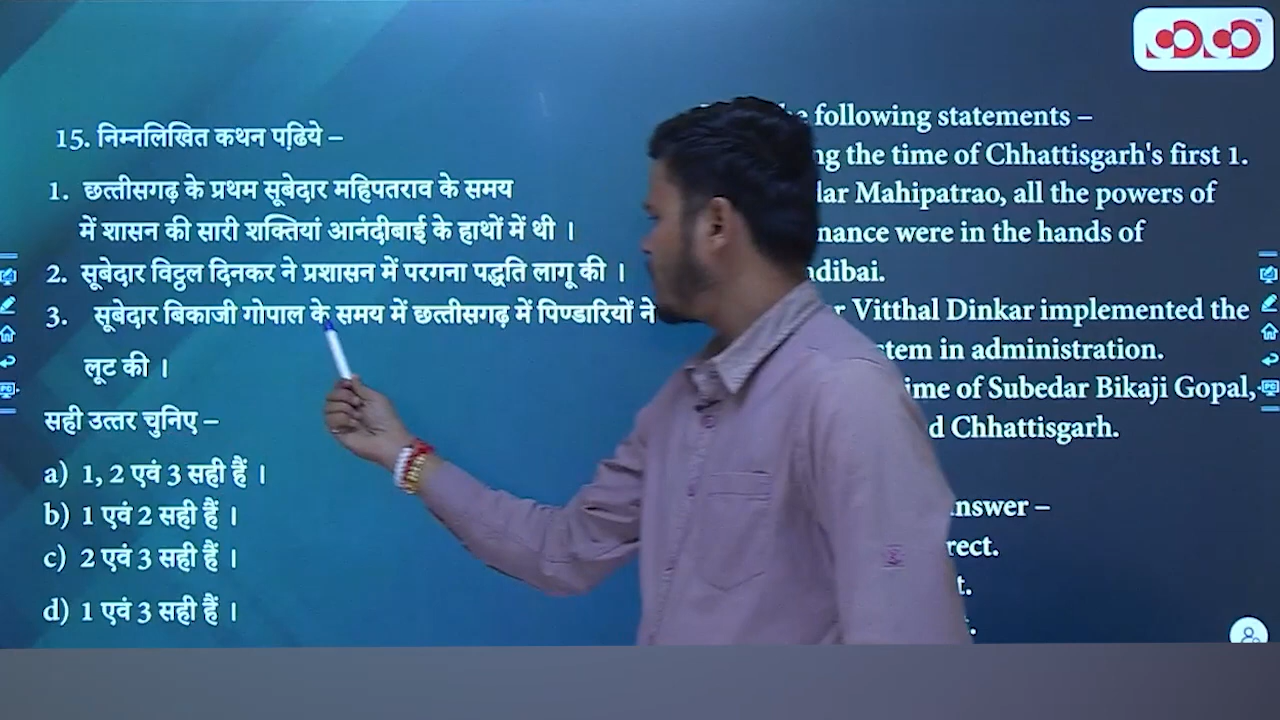 15. निम्नलिखित कथन पढ़िये –
1. छत्तीसगढ़ के प्रथम सूबेदार महिपतराव के समय
में शासन की सारी शक्तियां आनंदीबाई के हाथों में थी ।
2. सूबेदार विट्ठल दिनकर ने प्रशासन में परगना पद्धति लागू की ।
3. सूबेदार बिकाजी गोपाल के समय में छत्तीसगढ़ में पिण्डारियों ने
लूट की ।
सही उत्तर चुनिए –
a) 1, 2 एवं 3 सही हैं ।
b) 1 एवं 2 सही हैं ।
c) 2 एवं 3 सही हैं ।
d) 1 एवं 3 सही हैं ।
following statements –
the time of Chhattisgarh's first 1.
Mahipatrao, all the powers of
were in the hands of
Vitthal Dinkar implemented the
in administration.
of Subedar Bikaji Gopal,
Chhattisgarh.